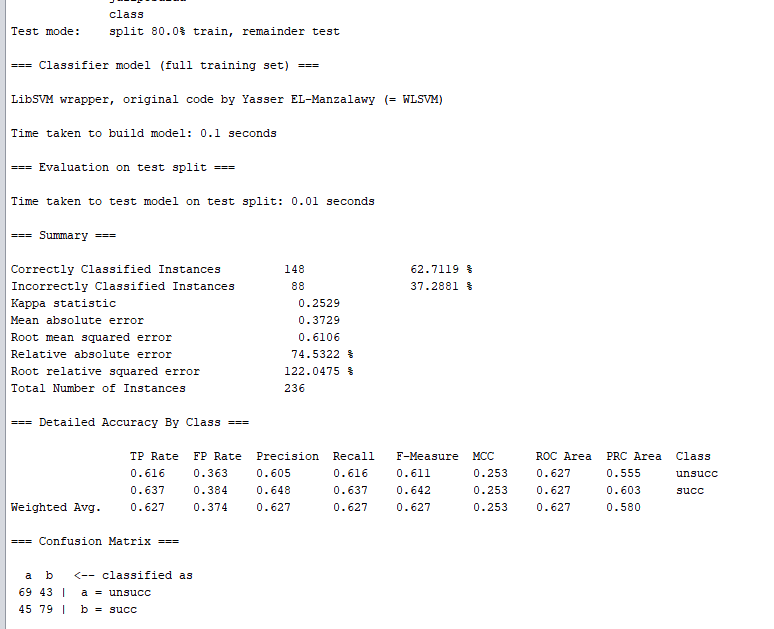 class
Test mode:    split 80.0% train, remainder test
=== Classifier model (full training set) ===
LibSVM wrapper, original code by Yasser EL-Manzalawy (= WLSVM)
Time taken to build model: 0.1 seconds
=== Evaluation on test split ===
Time taken to test model on test split: 0.01 seconds
=== Summary ===
Correctly Classified Instances         148               62.7119 %
Incorrectly Classified Instances        88               37.2881 %
Kappa statistic                          0.2529
Mean absolute error                      0.3729
Root mean squared error                  0.6106
Relative absolute error                 74.5322 %
Root relative squared error            122.0475 %
Total Number of Instances              236
=== Detailed Accuracy By Class ===
TP Rate  FP Rate  Precision  Recall   F-Measure  MCC      ROC Area  PRC Area  Class
0.616    0.363    0.605      0.616    0.611      0.253    0.627     0.555     unsucc
0.637    0.384    0.648      0.637    0.642      0.253    0.627     0.603     succ
Weighted Avg.    0.627    0.374    0.627      0.627    0.627      0.253    0.627     0.580
=== Confusion Matrix ===
a  b   <-- classified as
69 43 |  a = unsucc
45 79 |  b = succ